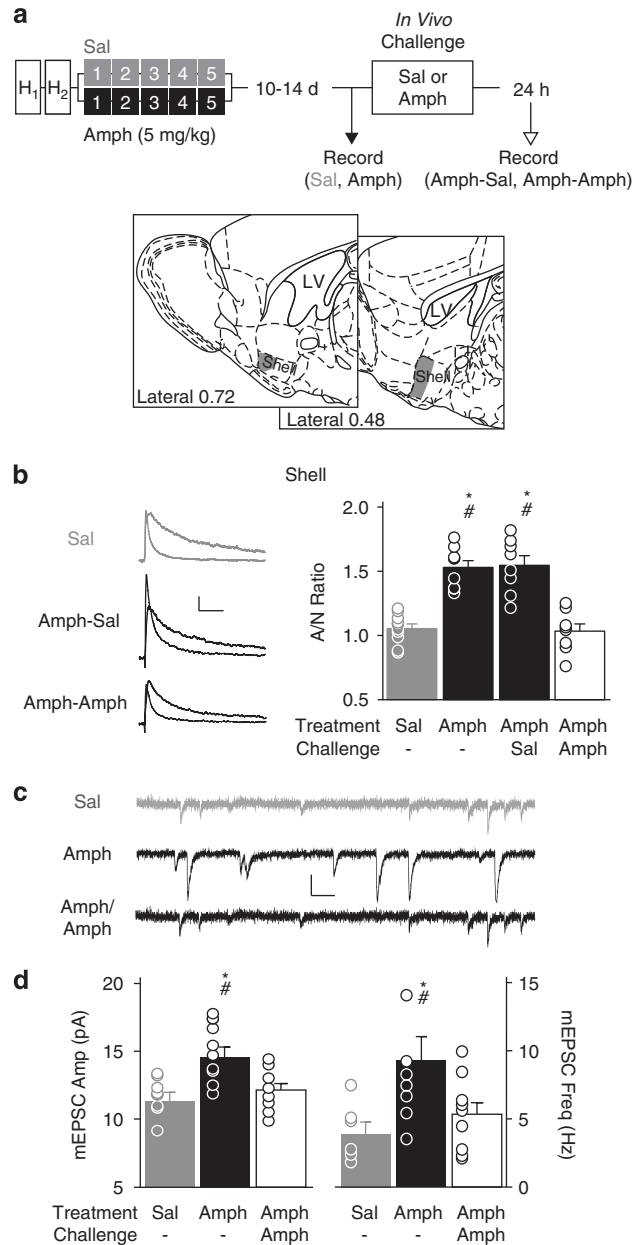 a
In Vivo
Challenge
Sal
H1 H2
1 2 3 4 5
1 2 3 4 5
10-14 d
Sal or
Amph
24 h
Amph (5 mg/kg)
Record
(Sal, Amph)
Record
(Amph-Sal, Amph-Amph)
LV
Shell
Lateral 0.72
LV
Shell
Lateral 0.48
b
Shell
Sal
Amph-Sal
Amph-Amph
A/N Ratio
2.0
1.5
1.0
0.5
*
#
*
#
Treatment Sal Amph Amph Amph
Challenge - - Sal Amph
c
Sal
Amph
Amph/
Amph
d
mEPSC Amp (pA)
20
15
10
5
*
#
*
#
15
10
5
0
mEPSC Freq (Hz)
Treatment Sal Amph Amph Sal Amph Amph
Challenge - - Amph - - Amph